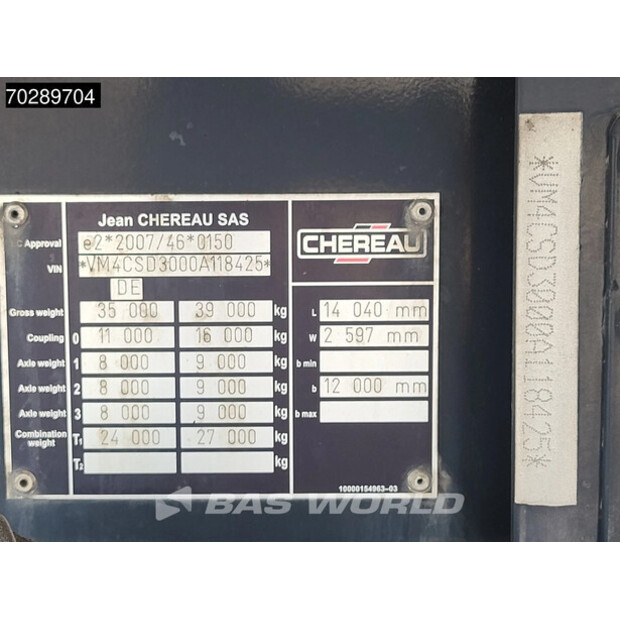 70289704
Jean CHEREAU SAS
C Approval e2*2007/46*0150
VIN *VM4CSD3000A118425*
DE
Gross weight 35 000 39 000 kg
Coupling 0 11 000 16 000 kg
Axle weight 1 8 000 9 000 kg
Axle weight 2 8 000 9 000 kg
Axle weight 3 8 000 9 000 kg
Combination weight T1 24 000 27 000 kg
T2 kg
CHEREAU
L 14 040 mm
W 2 597 mm
b min
b 12 000 mm
b max
10000154963-03
*VM4CSD3000A118425*
BAS WORLD